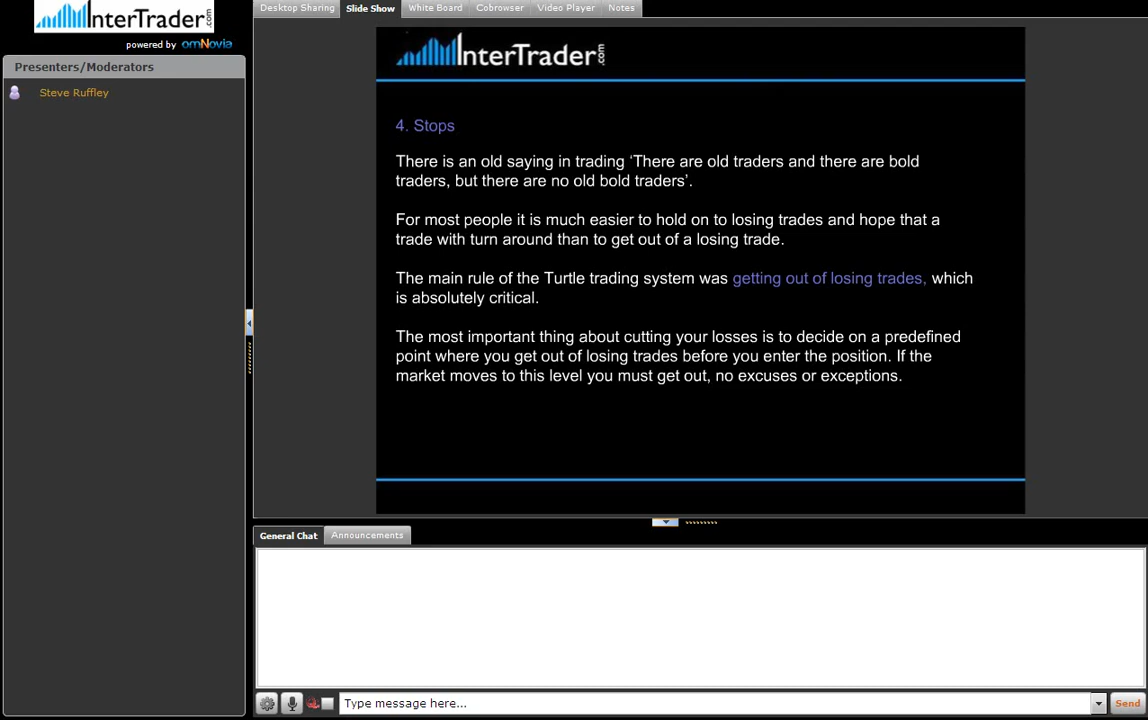 InterTrader.com
powered by omNovia
Presenters/Moderators
Steve Ruffley
Desktop Sharing
Slide Show
White Board
Cobrowser
Video Player
Notes
InterTrader.com
4. Stops
There is an old saying in trading ‘There are old traders and there are bold
traders, but there are no old bold traders’.
For most people it is much easier to hold on to losing trades and hope that a
trade with turn around than to get out of a losing trade.
The main rule of the Turtle trading system was getting out of losing trades, which
is absolutely critical.
The most important thing about cutting your losses is to decide on a predefined
point where you get out of losing trades before you enter the position. If the
market moves to this level you must get out, no excuses or exceptions.
General Chat
Announcements
Type message here...
Send